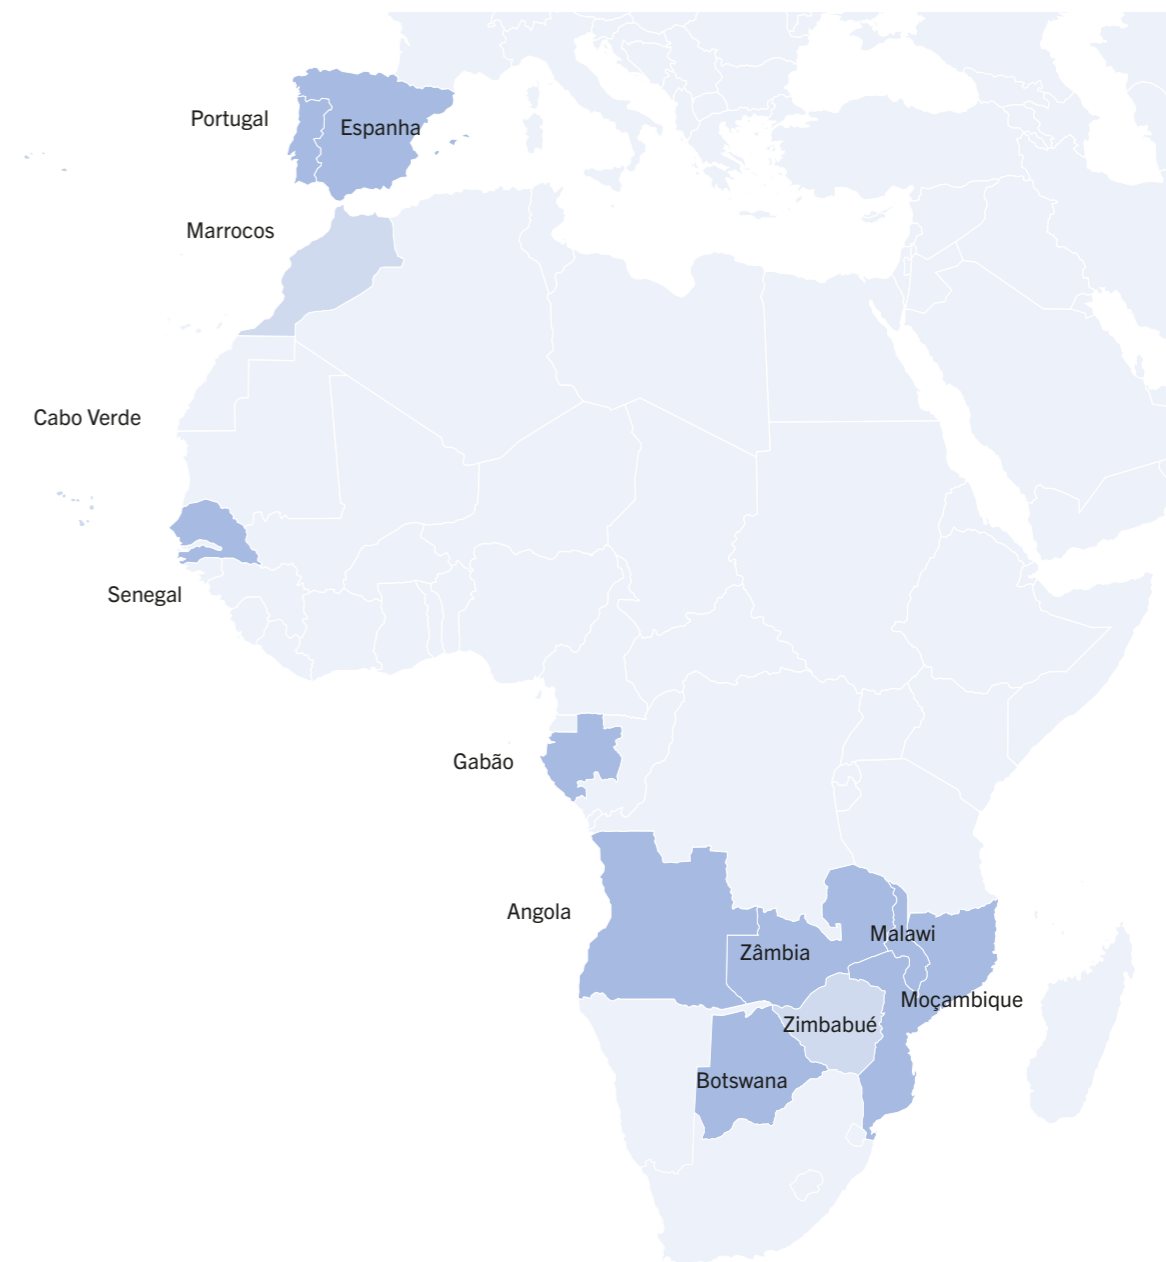 Portugal
Espanha
Marrocos
Cabo Verde
Senegal
Gabão
Angola
Malawi
Zâmbia
Moçambique
Zimbabué
Botswana